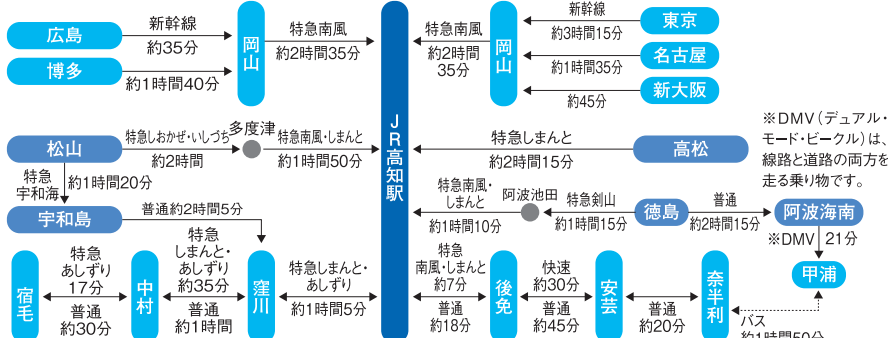 広島
新幹線
約35分
博多
約1時間40分
岡山
特急南風
約2時間35分
JR高知駅
特急南風
約2時間
35分
岡山
新幹線
約3時間15分
東京
約1時間35分
名古屋
約45分
新大阪
※DMV(デュアル・
モード・ビークル)は、
線路と道路の両方を
走る乗り物です。
松山
特急しおかぜ・いしづち
約2時間
多度津
特急南風・しまんと
約1時間50分
特急しまんと
約2時間15分
高松
特急
宇和海
約1時間20分
宇和島
普通約2時間5分
特急南風・
しまんと
約1時間10分
阿波池田
特急剣山
約1時間15分
徳島
普通
約2時間15分
阿波海南
※DMV
21分
甲浦
宿毛
特急
あしずり
17分
普通
約30分
中村
特急
しまんと・
あしずり
約35分
普通
約1時間
窪川
特急しまんと・
あしずり
約1時間5分
特急
南風・しまんと
約7分
普通
約18分
後免
快速
約30分
普通
約45分
安芸
普通
約20分
奈半利
バス
約1時間50分